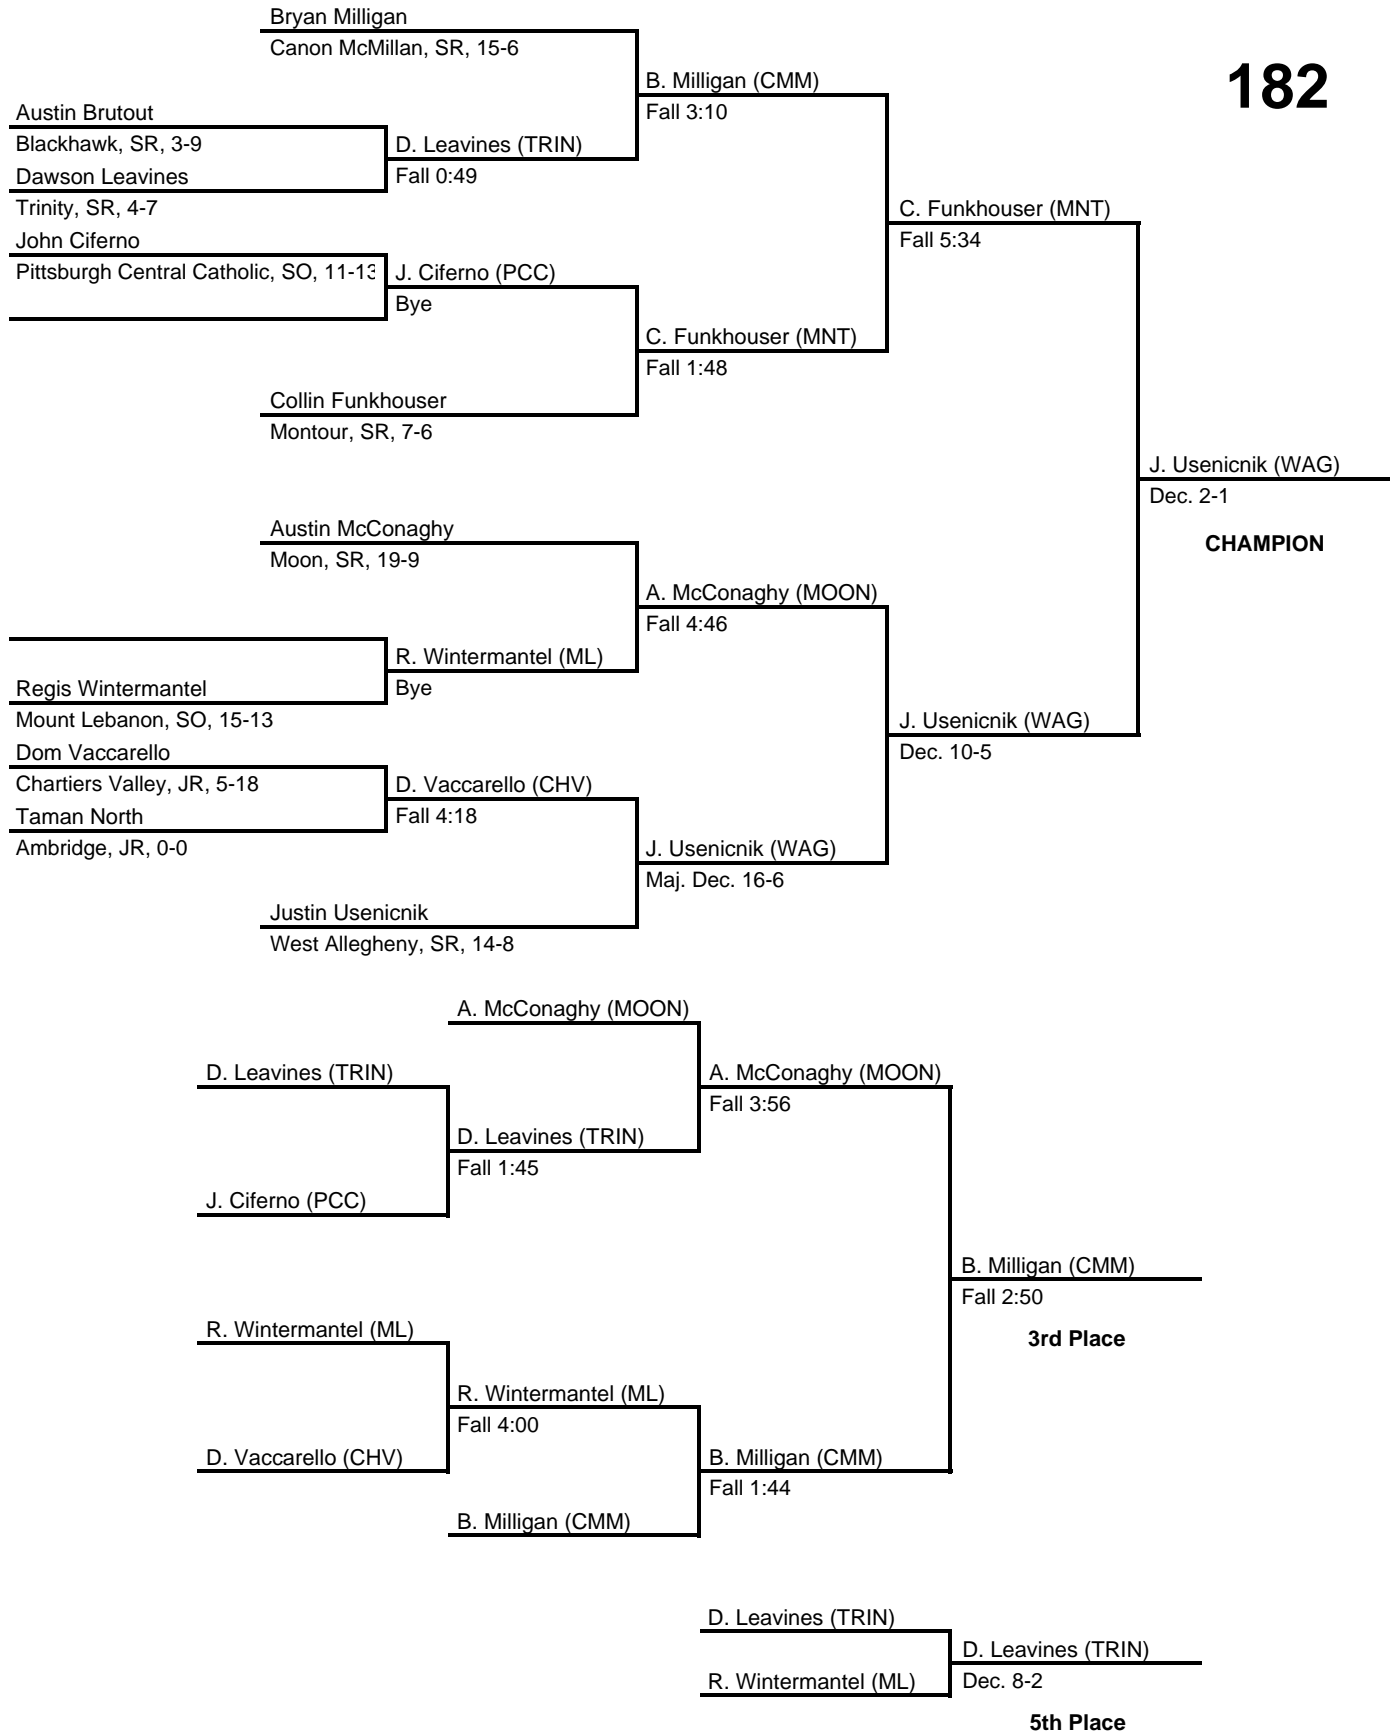 182
Bryan Milligan
Canon McMillan, SR, 15-6
B. Milligan (CMM)
Fall 3:10
Austin Brutout
Blackhawk, SR, 3-9
D. Leavines (TRIN)
Fall 0:49
Dawson Leavines
Trinity, SR, 4-7
C. Funkhouser (MNT)
Fall 5:34
John Ciferno
Pittsburgh Central Catholic, SO, 11-13
J. Ciferno (PCC)
Bye
C. Funkhouser (MNT)
Fall 1:48
Collin Funkhouser
Montour, SR, 7-6
J. Usenicnik (WAG)
Dec. 2-1
CHAMPION
Austin McConaghy
Moon, SR, 19-9
A. McConaghy (MOON)
Fall 4:46
R. Wintermantel (ML)
Bye
Regis Wintermantel
Mount Lebanon, SO, 15-13
J. Usenicnik (WAG)
Dec. 10-5
Dom Vaccarello
Chartiers Valley, JR, 5-18
D. Vaccarello (CHV)
Fall 4:18
Taman North
Ambridge, JR, 0-0
J. Usenicnik (WAG)
Maj. Dec. 16-6
Justin Usenicnik
West Allegheny, SR, 14-8
A. McConaghy (MOON)
D. Leavines (TRIN)
A. McConaghy (MOON)
Fall 3:56
D. Leavines (TRIN)
Fall 1:45
J. Ciferno (PCC)
B. Milligan (CMM)
Fall 2:50
3rd Place
R. Wintermantel (ML)
R. Wintermantel (ML)
Fall 4:00
D. Vaccarello (CHV)
B. Milligan (CMM)
Fall 1:44
B. Milligan (CMM)
D. Leavines (TRIN)
D. Leavines (TRIN)
Dec. 8-2
R. Wintermantel (ML)
5th Place